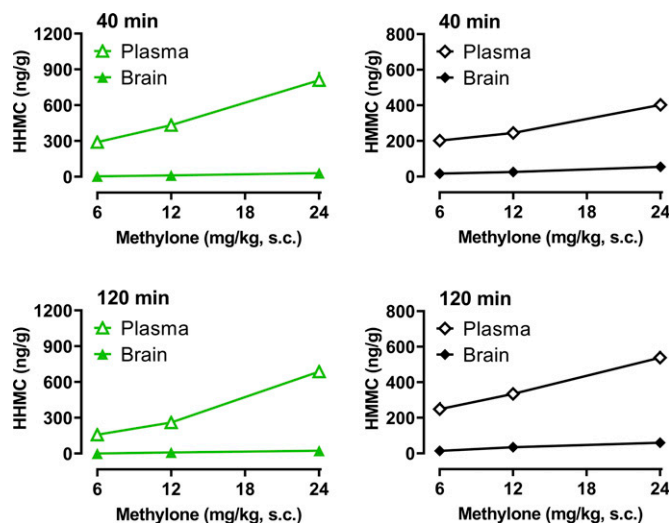 40 min
HHMC (ng/g)
1200
900
600
300
0
Plasma
Brain
6 12 18 24
Methylone (mg/kg, s.c.)
40 min
HMMC (ng/g)
800
600
400
200
0
Plasma
Brain
6 12 18 24
Methylone (mg/kg, s.c.)
120 min
HHMC (ng/g)
1200
900
600
300
0
Plasma
Brain
6 12 18 24
Methylone (mg/kg, s.c.)
120 min
HMMC (ng/g)
800
600
400
200
0
Plasma
Brain
6 12 18 24
Methylone (mg/kg, s.c.)